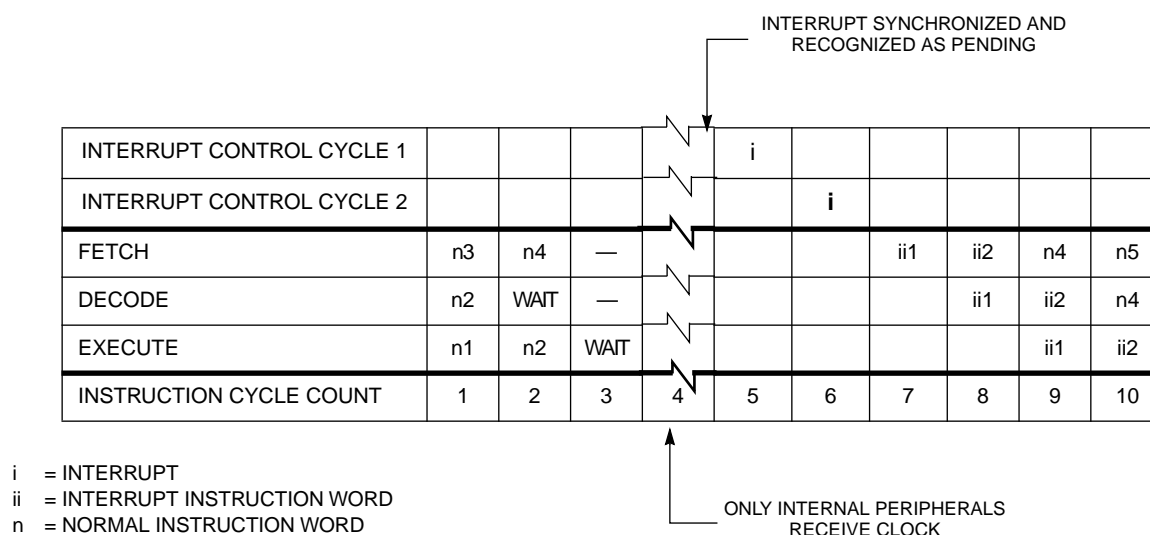 INTERRUPT SYNCHRONIZED AND
RECOGNIZED AS PENDING
INTERRUPT CONTROL CYCLE 1 i
INTERRUPT CONTROL CYCLE 2 i
FETCH n3 n4 — ii1 ii2 n4 n5
DECODE n2 WAIT — ii1 ii2 n4
EXECUTE n1 n2 WAIT ii1 ii2
INSTRUCTION CYCLE COUNT 1 2 3 4 5 6 7 8 9 10
i = INTERRUPT
ii = INTERRUPT INSTRUCTION WORD
n = NORMAL INSTRUCTION WORD
ONLY INTERNAL PERIPHERALS
RECEIVE CLOCK